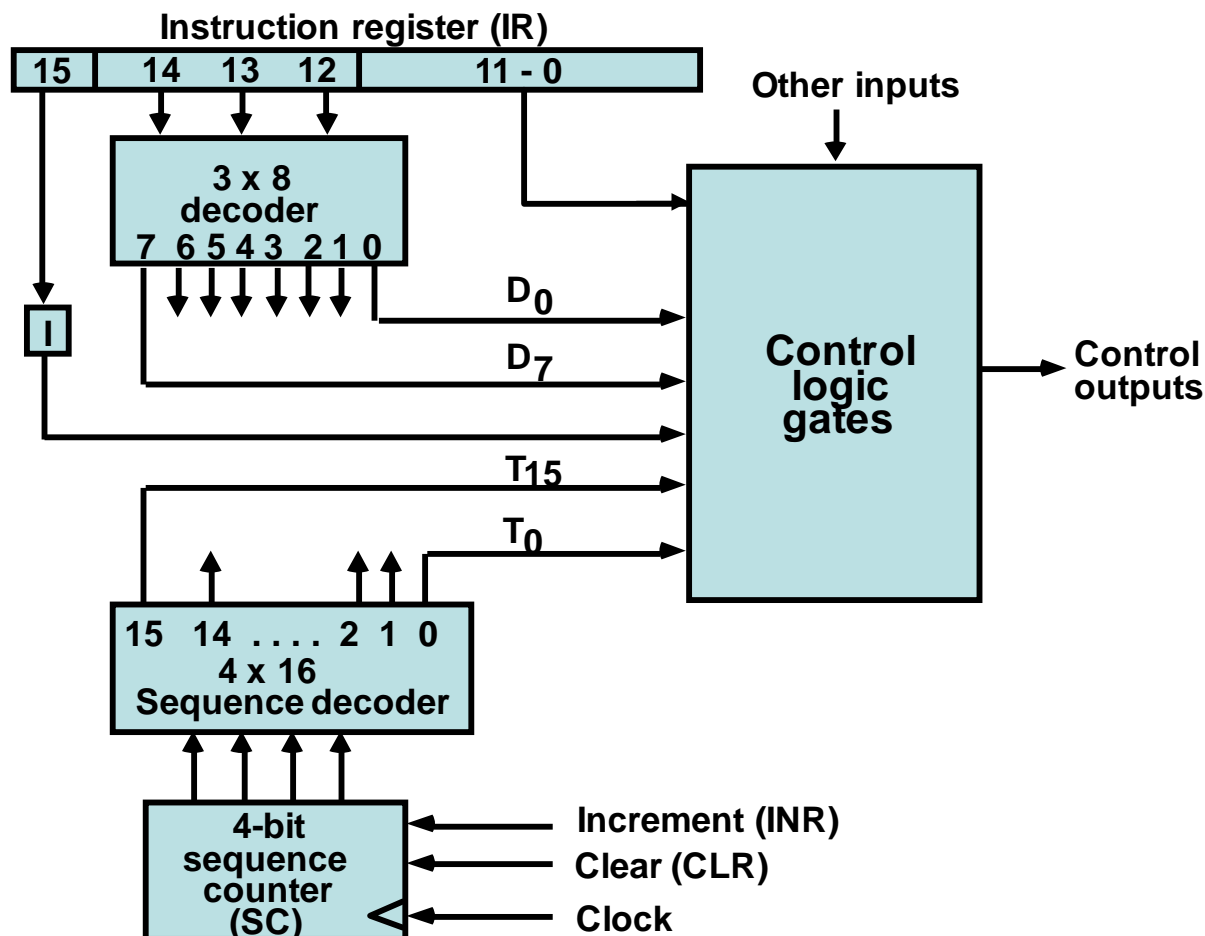 Instruction register (IR)
15 14 13 12 11 - 0
Other inputs
3 x 8
decoder
7 6 5 4 3 2 1 0
D0
I
D7
Control
logic
gates
Control
outputs
T15
T0
15 14 . . . . 2 1 0
4 x 16
Sequence decoder
4-bit
sequence
counter
(SC)
Increment (INR)
Clear (CLR)
Clock